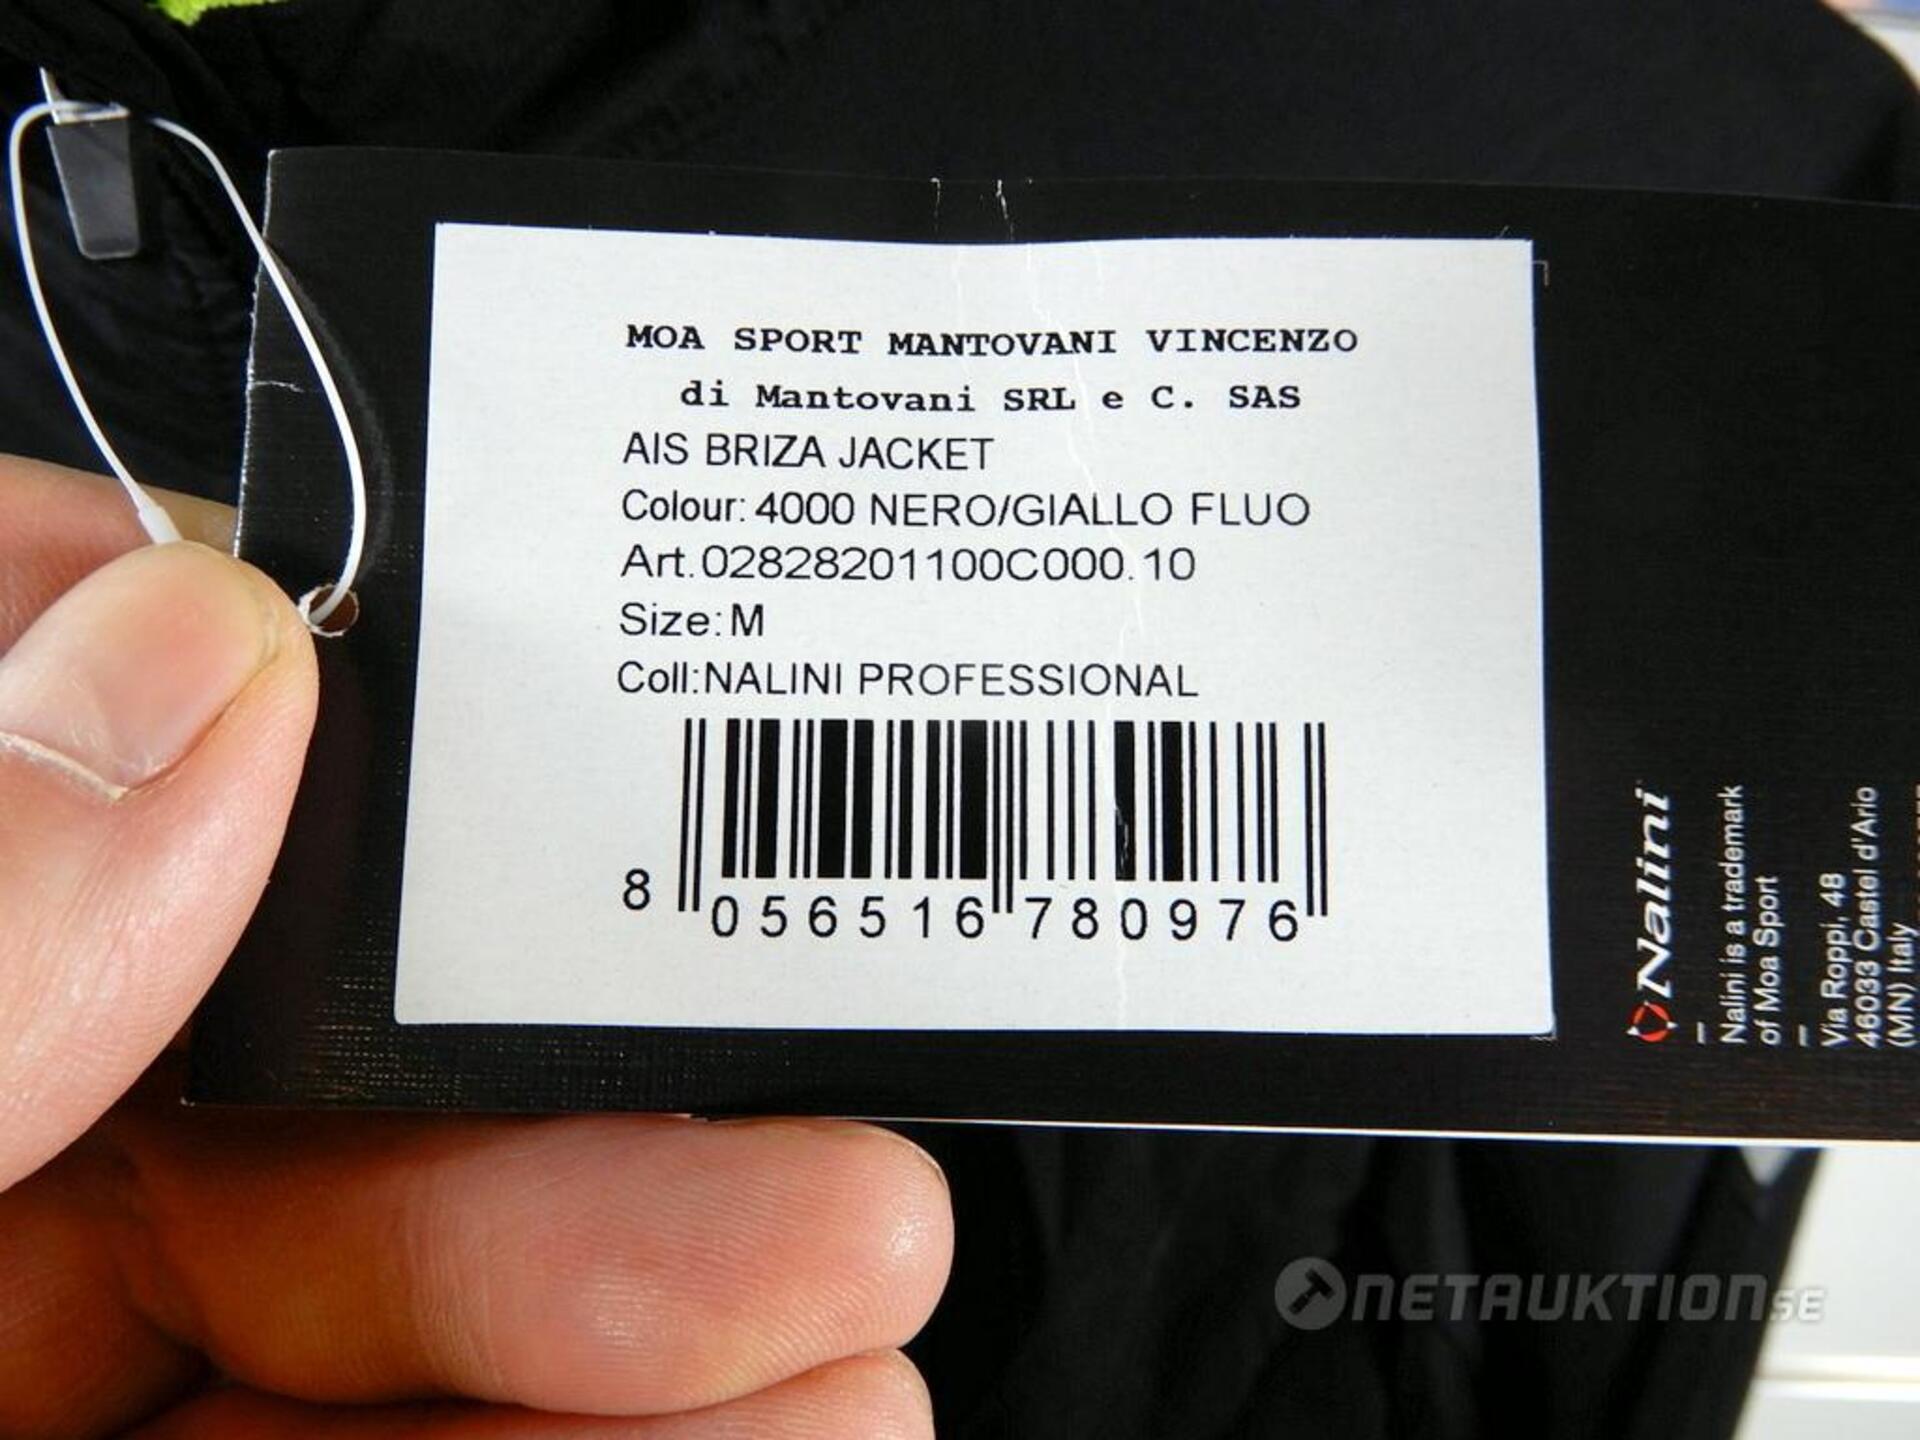 MOA SPORT MANTOVANI VINCENZO
di Mantovani SRL e C. SAS
AIS BRIZA JACKET
Colour: 4000 NERO/GIALLO FLUO
Art.02828201100C000.10
Size:M
Coll:NALINI PROFESSIONAL
8 056516 780976
Nalini
Nalini is a trademark
of Moa Sport
Via Roppi, 48
46033 Castel d'Ario
(MN) Italy
NETAUKTION.SE